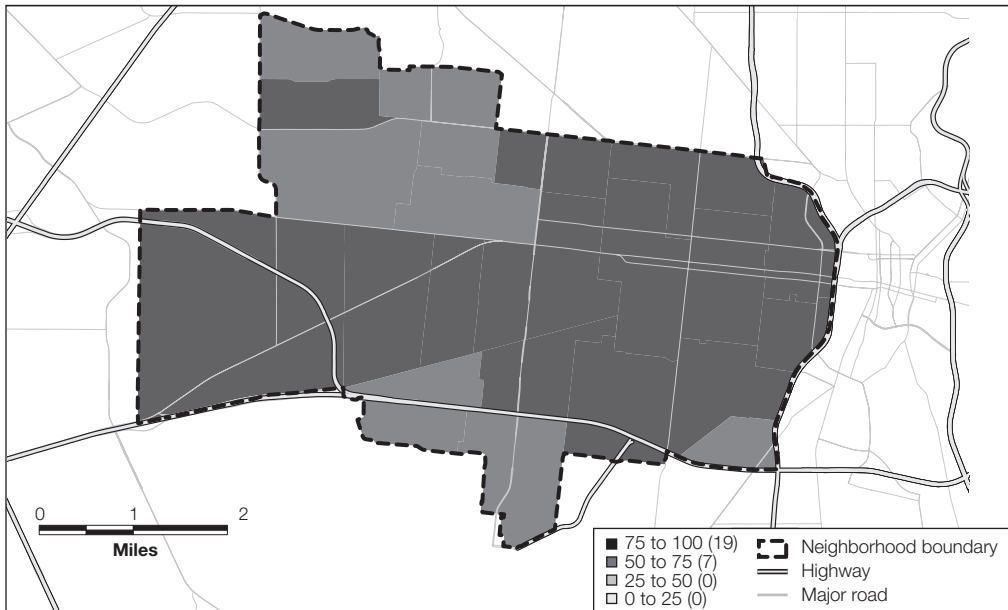 0 1 2
Miles
75 to 100 (19)
50 to 75 (7)
25 to 50 (0)
0 to 25 (0)
Neighborhood boundary
Highway
Major road